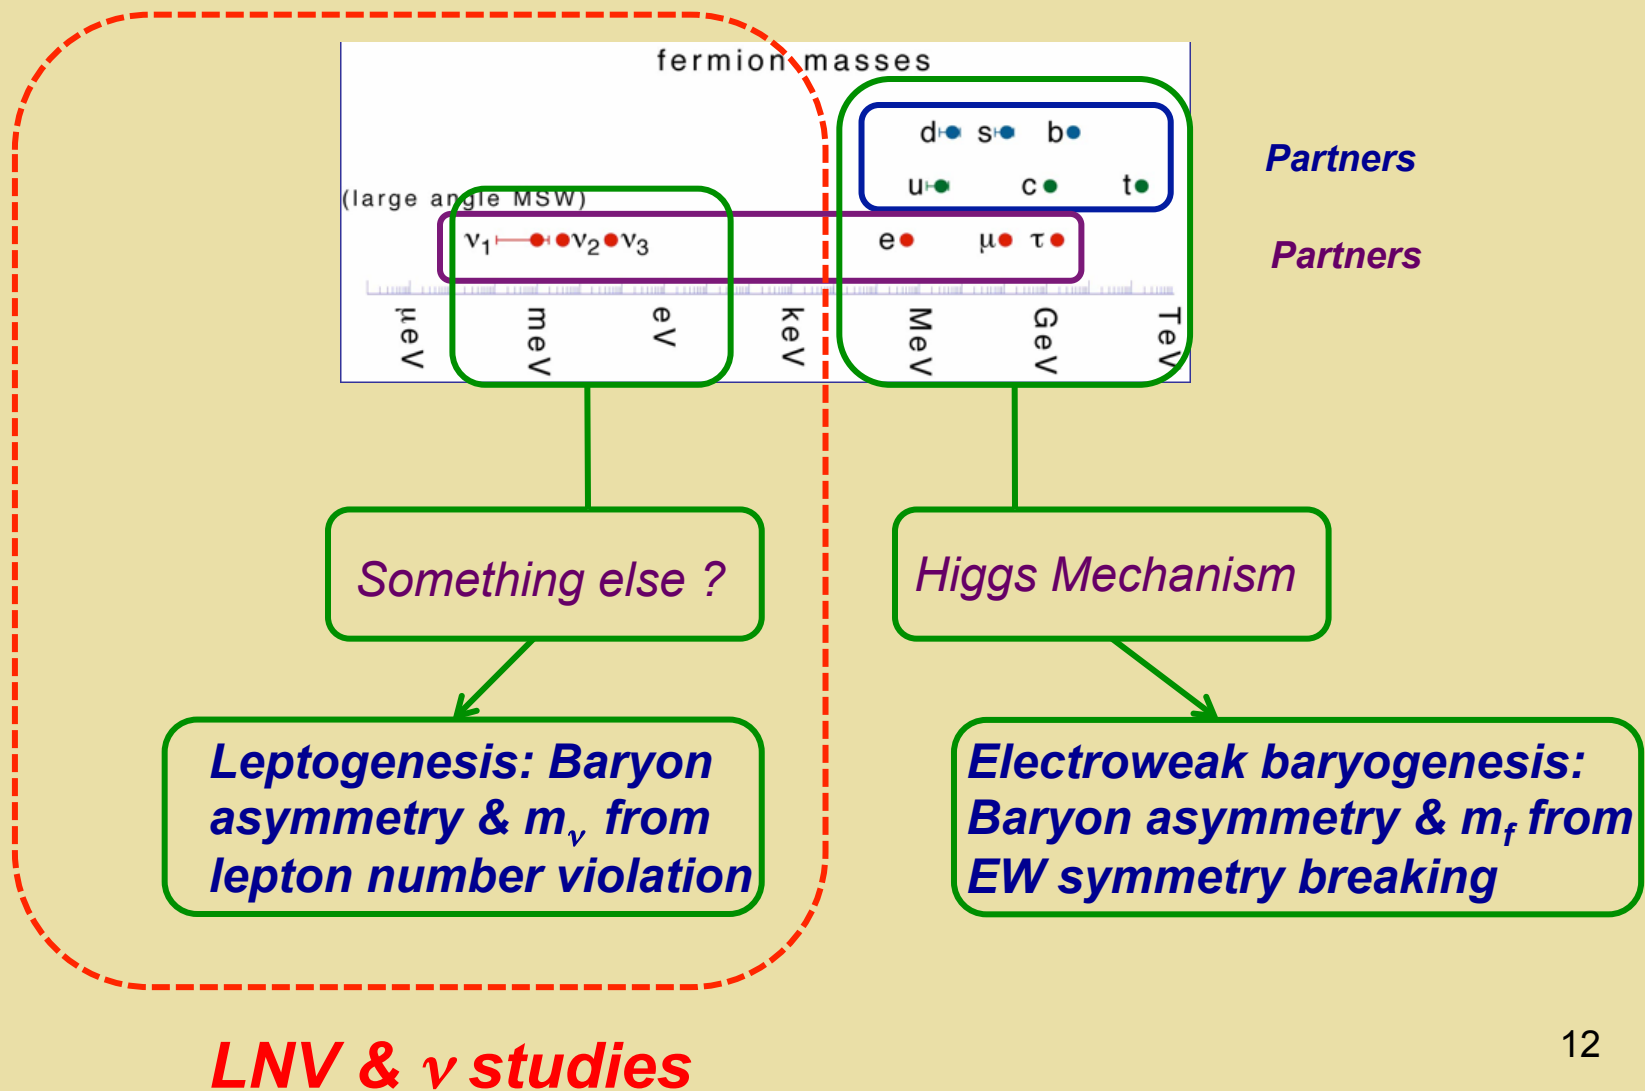 fermion masses
d s b
Partners
u c t
(large angle MSW)
ν1 ν2 ν3 e μ τ
Partners
μeV meV eV keV MeV GeV TeV
Something else ?
Higgs Mechanism
Leptogenesis: Baryon
asymmetry & mν from
lepton number violation
Electroweak baryogenesis:
Baryon asymmetry & mf from
EW symmetry breaking
LNV & ν studies
12